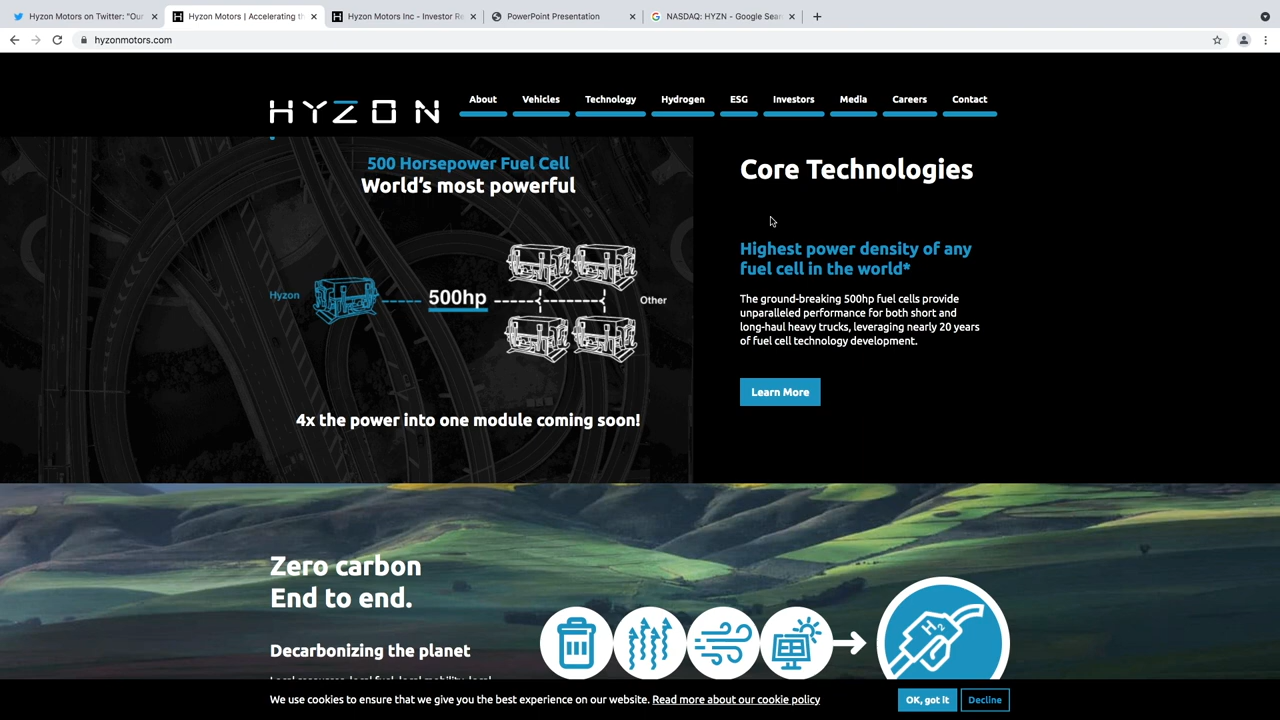 Hyzon Motors on Twitter: "Our
Hyzon Motors | Accelerating th
Hyzon Motors Inc - Investor Re
PowerPoint Presentation
NASDAQ: HYZN - Google Sear
hyzonmotors.com
HYZON
About
Vehicles
Technology
Hydrogen
ESG
Investors
Media
Careers
Contact
500 Horsepower Fuel Cell
World's most powerful
Hyzon
500hp
Other
4x the power into one module coming soon!
Core Technologies
Highest power density of any
fuel cell in the world*
The ground-breaking 500hp fuel cells provide
unparalleled performance for both short and
long-haul heavy trucks, leveraging nearly 20 years
of fuel cell technology development.
Learn More
Zero carbon
End to end.
Decarbonizing the planet
H2
We use cookies to ensure that we give you the best experience on our website. Read more about our cookie policy
OK, got it
Decline